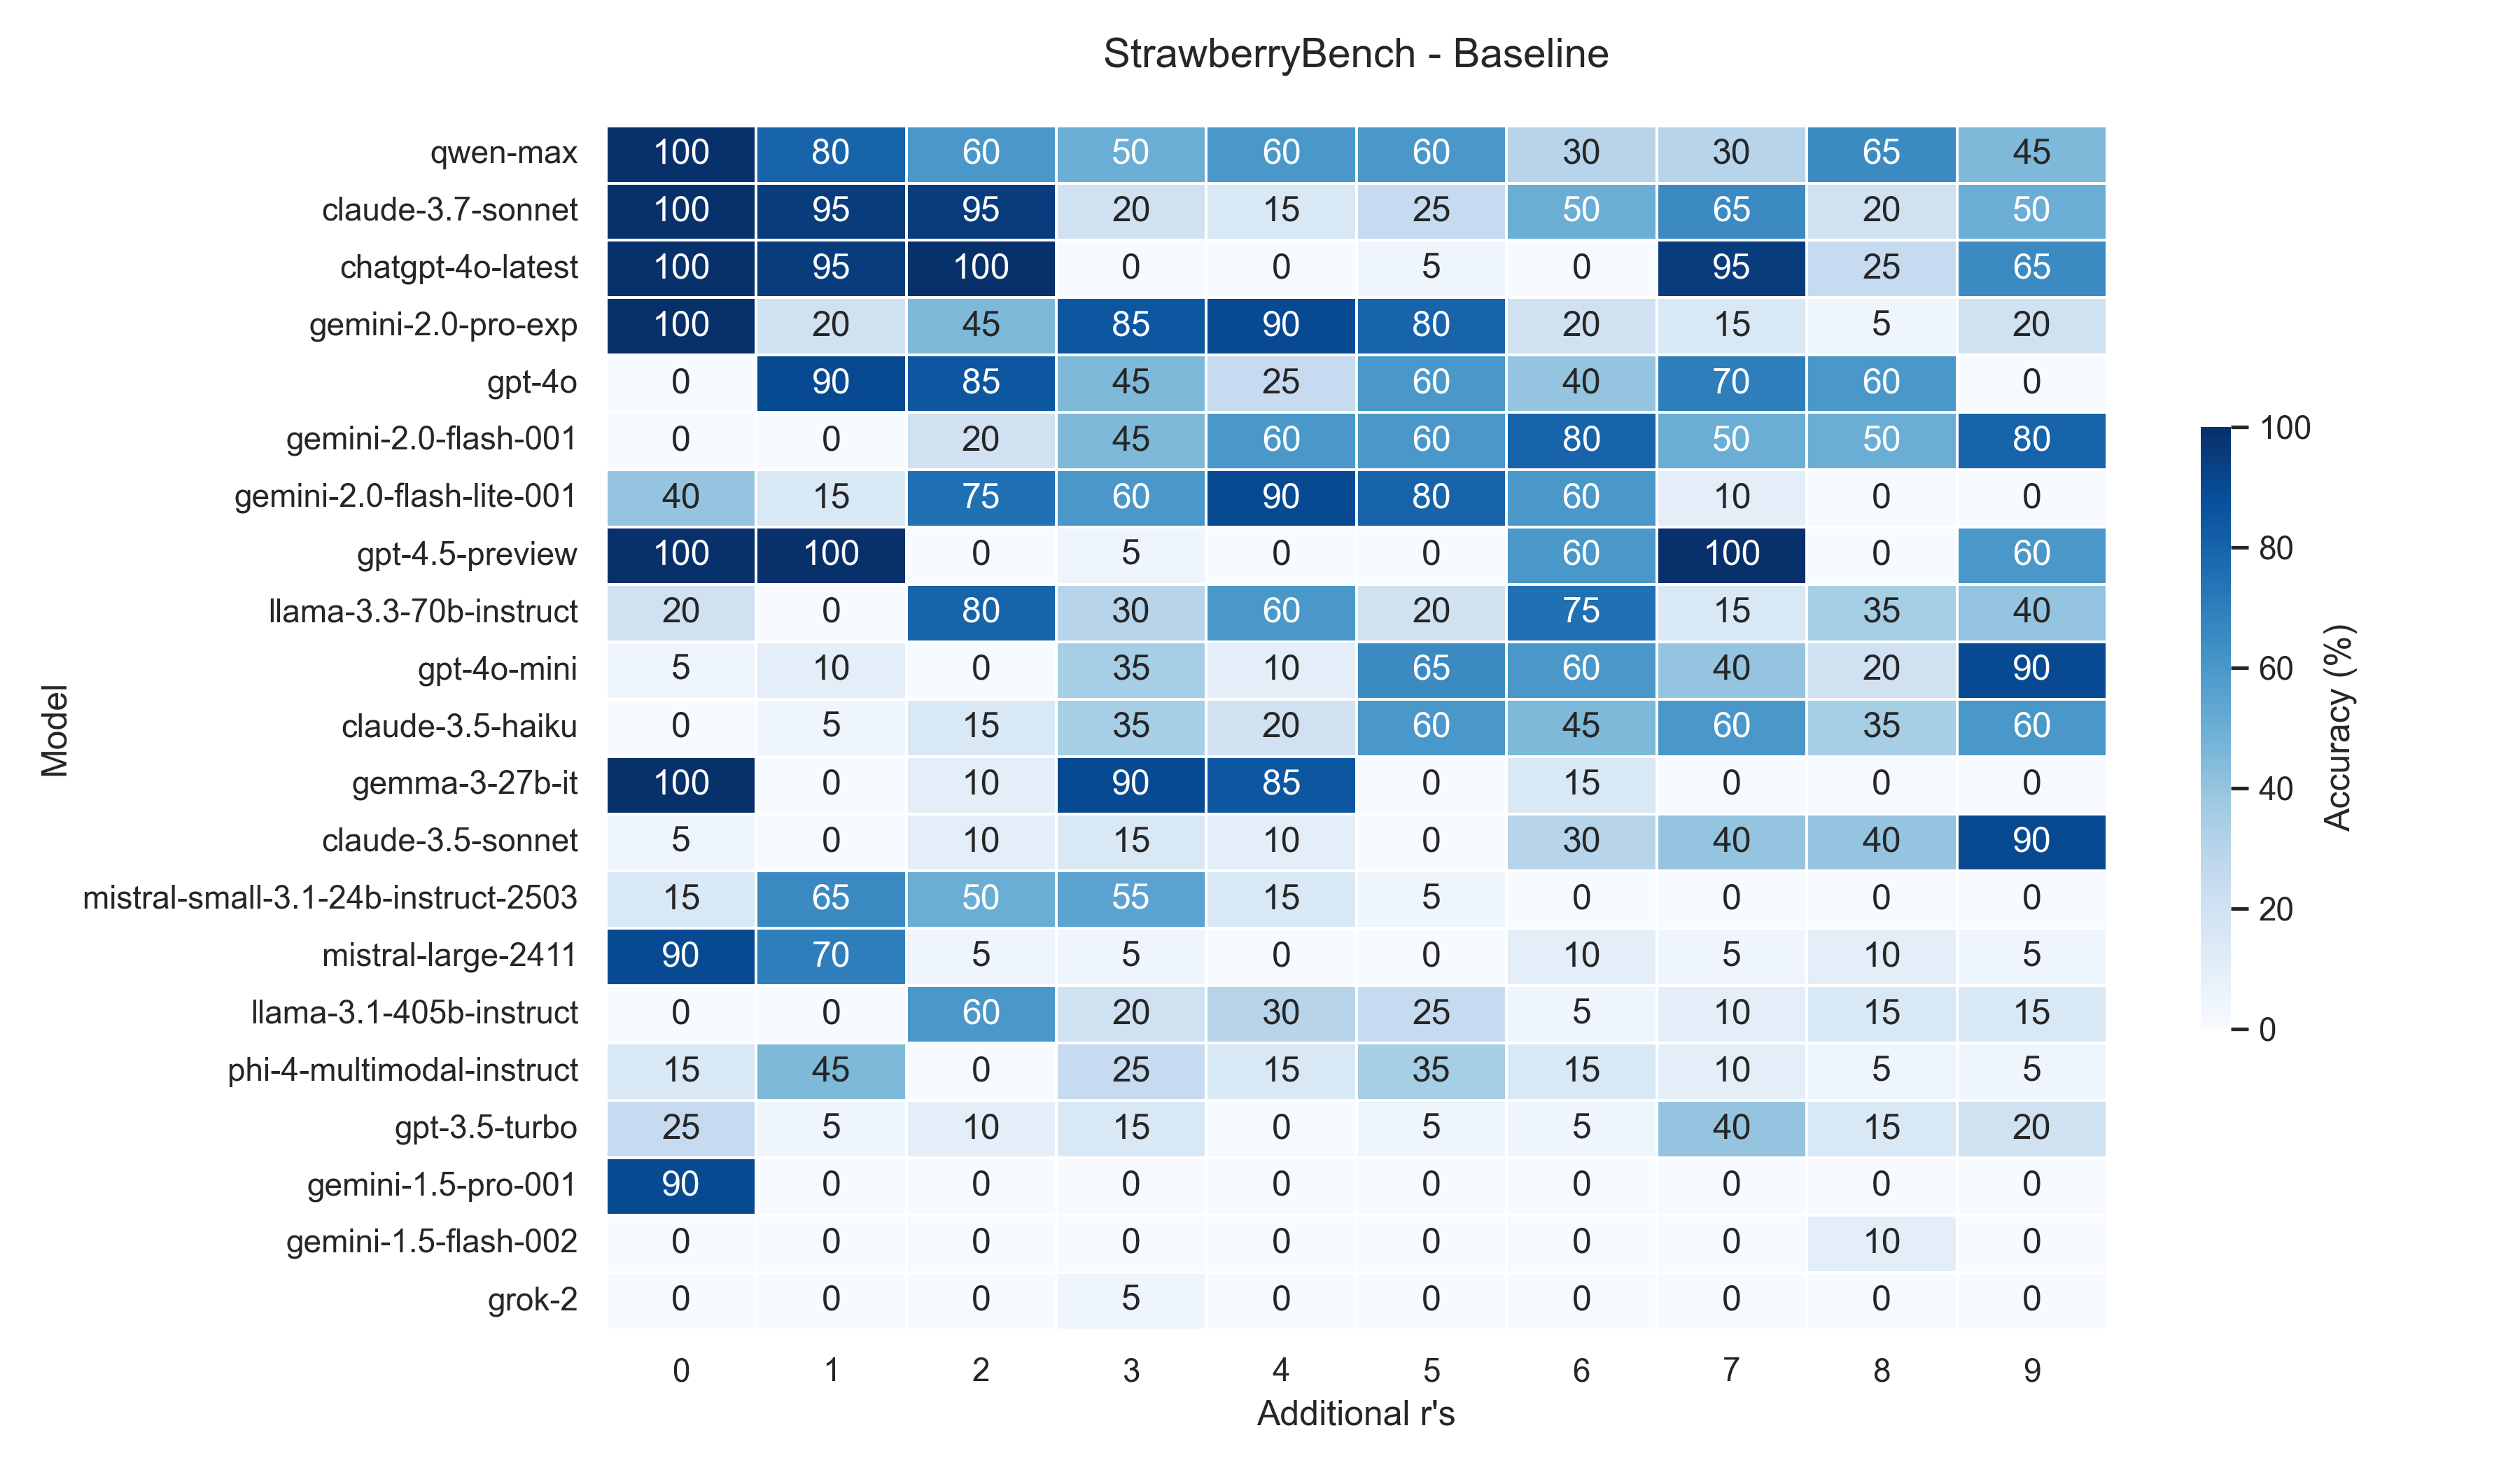 StrawberryBench - Baseline
qwen-max 100 80 60 50 60 60 30 30 65 45
claude-3.7-sonnet 100 95 95 20 15 25 50 65 20 50
chatgpt-4o-latest 100 95 100 0 0 5 0 95 25 65
gemini-2.0-pro-exp 100 20 45 85 90 80 20 15 5 20
gpt-4o 0 90 85 45 25 60 40 70 60 0
gemini-2.0-flash-001 0 0 20 45 60 60 80 50 50 80
gemini-2.0-flash-lite-001 40 15 75 60 90 80 60 10 0 0
gpt-4.5-preview 100 100 0 5 0 0 60 100 0 60
llama-3.3-70b-instruct 20 0 80 30 60 20 75 15 35 40
gpt-4o-mini 5 10 0 35 10 65 60 40 20 90
claude-3.5-haiku 0 5 15 35 20 60 45 60 35 60
gemma-3-27b-it 100 0 10 90 85 0 15 0 0 0
claude-3.5-sonnet 5 0 10 15 10 0 30 40 40 90
mistral-small-3.1-24b-instruct-2503 15 65 50 55 15 5 0 0 0 0
mistral-large-2411 90 70 5 5 0 0 10 5 10 5
llama-3.1-405b-instruct 0 0 60 20 30 25 5 10 15 15
phi-4-multimodal-instruct 15 45 0 25 15 35 15 10 5 5
gpt-3.5-turbo 25 5 10 15 0 5 5 40 15 20
gemini-1.5-pro-001 90 0 0 0 0 0 0 0 0 0
gemini-1.5-flash-002 0 0 0 0 0 0 0 0 10 0
grok-2 0 0 0 5 0 0 0 0 0 0
0 1 2 3 4 5 6 7 8 9
Additional r's
Model
100
80
60
40
20
0
Accuracy (%)